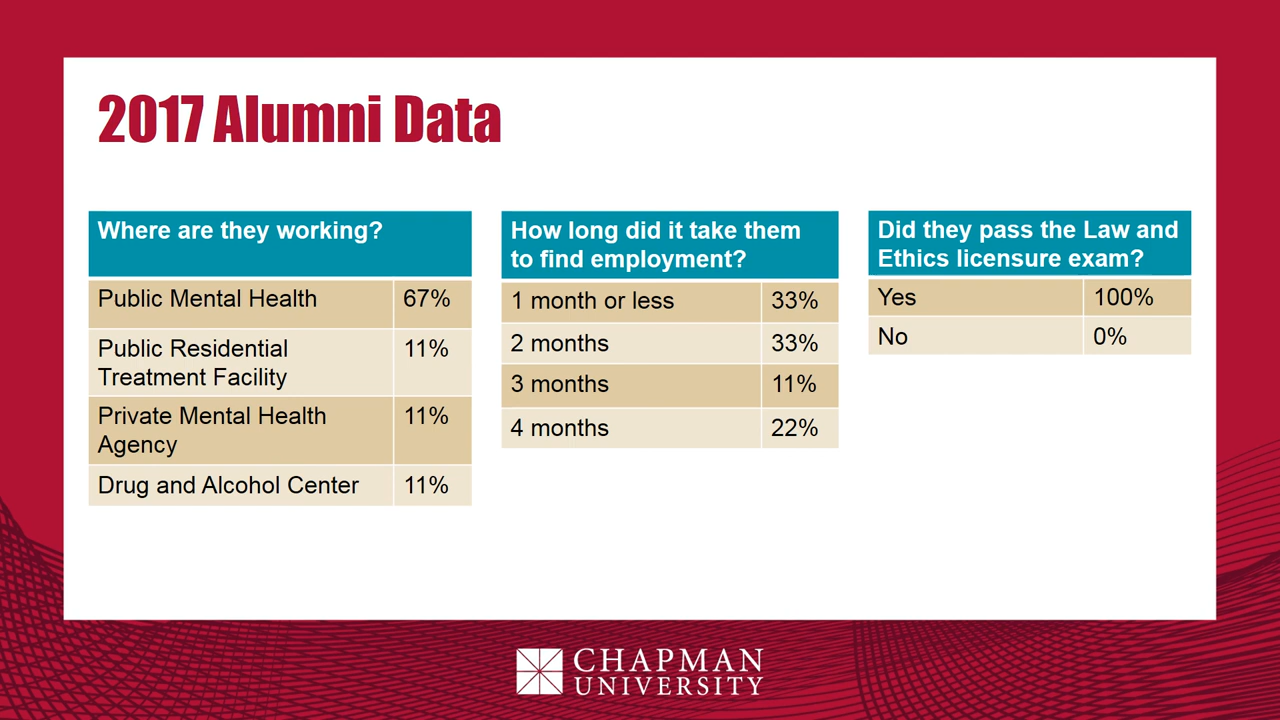 2017 Alumni Data
Where are they working?
Public Mental Health 67%
Public Residential 11%
Treatment Facility
Private Mental Health 11%
Agency
Drug and Alcohol Center 11%
How long did it take them
to find employment?
1 month or less 33%
2 months 33%
3 months 11%
4 months 22%
Did they pass the Law and
Ethics licensure exam?
Yes 100%
No 0%
CHAPMAN
UNIVERSITY